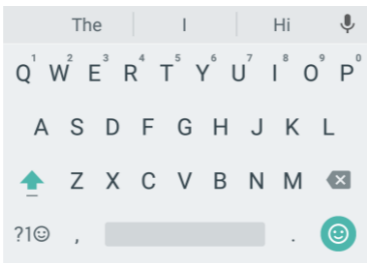 The I Hi
Q1 W2 E3 R4 T5 Y6 U7 I8 O9 P0
A S D F G H J K L
Z X C V B N M
?1☺ , .